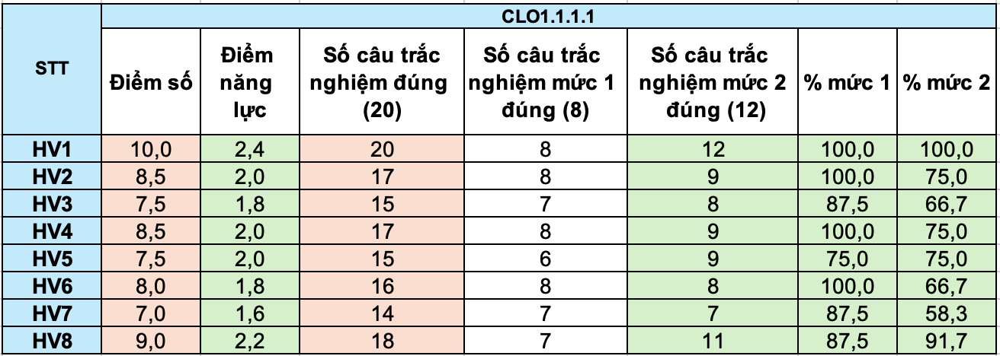 CLO1.1.1.1
STT
Điểm số
Điểm năng lực
Số câu trắc nghiệm đúng (20)
Số câu trắc nghiệm mức 1 đúng (8)
Số câu trắc nghiệm mức 2 đúng (12)
% mức 1
% mức 2
HV1 10,0 2,4 20 8 12 100,0 100,0
HV2 8,5 2,0 17 8 9 100,0 75,0
HV3 7,5 1,8 15 7 8 87,5 66,7
HV4 8,5 2,0 17 8 9 100,0 75,0
HV5 7,5 2,0 15 6 9 75,0 75,0
HV6 8,0 1,8 16 8 8 100,0 66,7
HV7 7,0 1,6 14 7 7 87,5 58,3
HV8 9,0 2,2 18 7 11 87,5 91,7